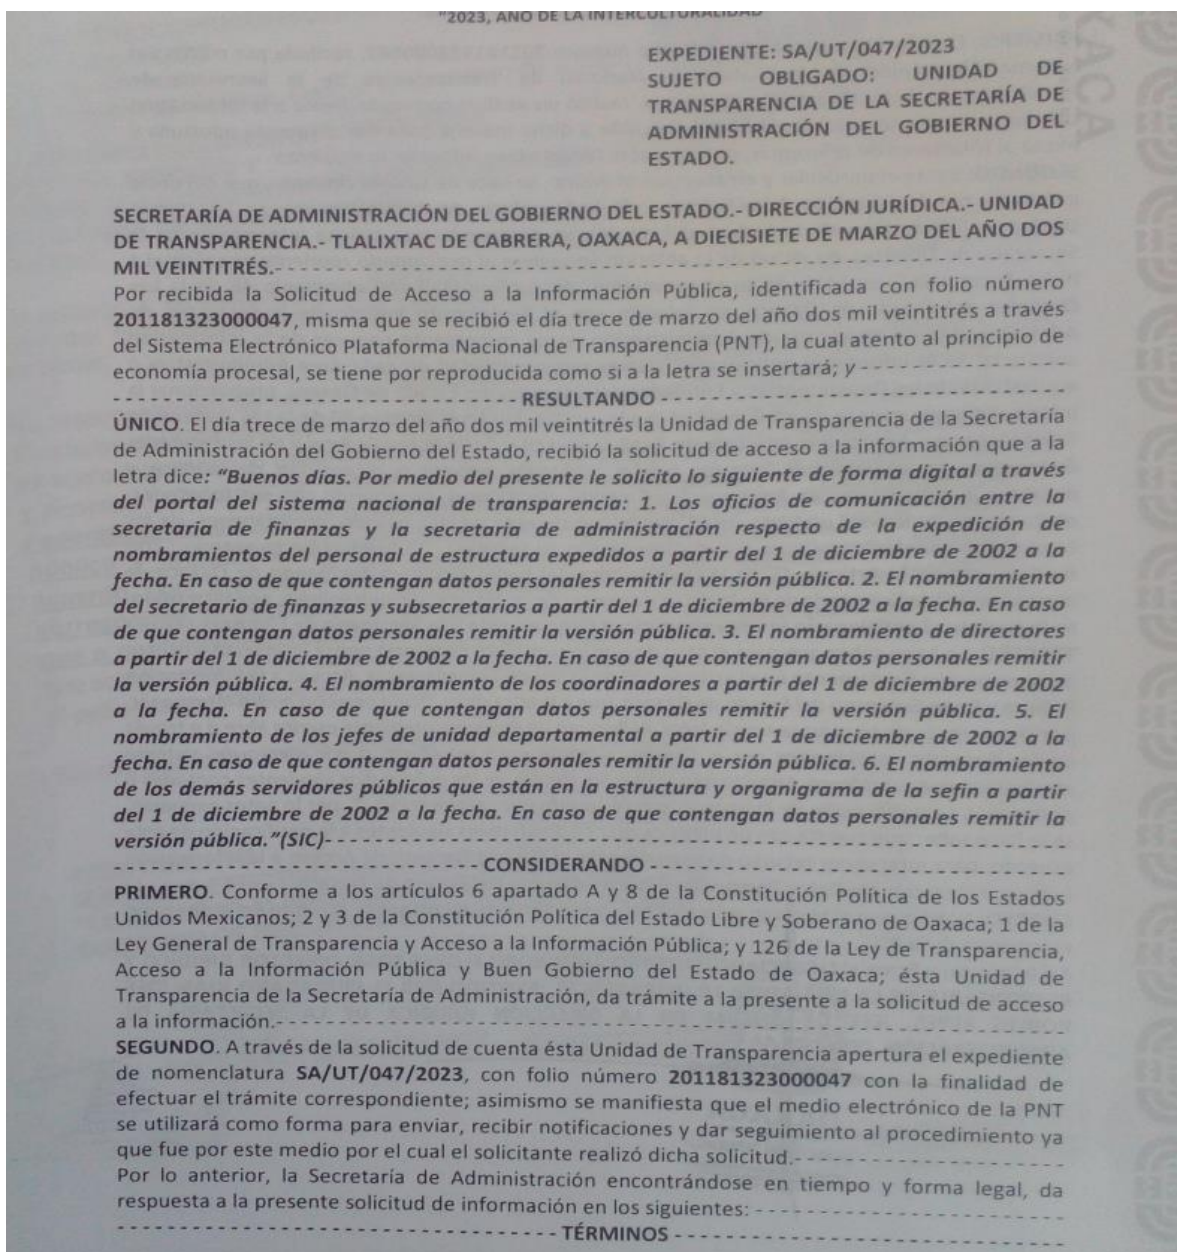 "2023, AÑO DE LA INTERCULTURALIDAD"
EXPEDIENTE: SA/UT/047/2023
SUJETO OBLIGADO: UNIDAD DE
TRANSPARENCIA DE LA SECRETARÍA DE
ADMINISTRACIÓN DEL GOBIERNO DEL
ESTADO.
SECRETARÍA DE ADMINISTRACIÓN DEL GOBIERNO DEL ESTADO.- DIRECCIÓN JURÍDICA.- UNIDAD
DE TRANSPARENCIA.- TLALIXTAC DE CABRERA, OAXACA, A DIECISIETE DE MARZO DEL AÑO DOS
MIL VEINTITRÉS.- - - - - - - - - - - - - - - - - - - - - - - - - - - - - - - - - - - - - - - - - - - - - - - - - - - - - - - - - - - -
Por recibida la Solicitud de Acceso a la Información Pública, identificada con folio número
201181323000047, misma que se recibió el día trece de marzo del año dos mil veintitrés a través
del Sistema Electrónico Plataforma Nacional de Transparencia (PNT), la cual atento al principio de
economía procesal, se tiene por reproducida como si a la letra se insertará; y - - - - - - - - - - - - - - - -
- - - - - - - - - - - - - - - - - - - - - - - - - - - - - - - - RESULTANDO - - - - - - - - - - - - - - - - - - - - - - - - - - - - - - - -
ÚNICO. El día trece de marzo del año dos mil veintitrés la Unidad de Transparencia de la Secretaría
de Administración del Gobierno del Estado, recibió la solicitud de acceso a la información que a la
letra dice: "Buenos días. Por medio del presente le solicito lo siguiente de forma digital a través
del portal del sistema nacional de transparencia: 1. Los oficios de comunicación entre la
secretaria de finanzas y la secretaria de administración respecto de la expedición de
nombramientos del personal de estructura expedidos a partir del 1 de diciembre de 2002 a la
fecha. En caso de que contengan datos personales remitir la versión pública. 2. El nombramiento
del secretario de finanzas y subsecretarios a partir del 1 de diciembre de 2002 a la fecha. En caso
de que contengan datos personales remitir la versión pública. 3. El nombramiento de directores
a partir del 1 de diciembre de 2002 a la fecha. En caso de que contengan datos personales remitir
la versión pública. 4. El nombramiento de los coordinadores a partir del 1 de diciembre de 2002
a la fecha. En caso de que contengan datos personales remitir la versión pública. 5. El
nombramiento de los jefes de unidad departamental a partir del 1 de diciembre de 2002 a la
fecha. En caso de que contengan datos personales remitir la versión pública. 6. El nombramiento
de los demás servidores públicos que están en la estructura y organigrama de la sefin a partir
del 1 de diciembre de 2002 a la fecha. En caso de que contengan datos personales remitir la
versión pública."(SIC)- - - - - - - - - - - - - - - - - - - - - - - - - - - - - - - - - - - - - - - - - - - - - - - - - - - - - - - -
- - - - - - - - - - - - - - - - - - - - - - - - - - - - - CONSIDERANDO - - - - - - - - - - - - - - - - - - - - - - - - - - - - - - - - -
PRIMERO. Conforme a los artículos 6 apartado A y 8 de la Constitución Política de los Estados
Unidos Mexicanos; 2 y 3 de la Constitución Política del Estado Libre y Soberano de Oaxaca; 1 de la
Ley General de Transparencia y Acceso a la Información Pública; y 126 de la Ley de Transparencia,
Acceso a la Información Pública y Buen Gobierno del Estado de Oaxaca; ésta Unidad de
Transparencia de la Secretaría de Administración, da trámite a la presente a la solicitud de acceso
a la información.- - - - - - - - - - - - - - - - - - - - - - - - - - - - - - - - - - - - - - - - - - - - - - - - - - - - - - - - - - - -
SEGUNDO. A través de la solicitud de cuenta ésta Unidad de Transparencia apertura el expediente
de nomenclatura SA/UT/047/2023, con folio número 201181323000047 con la finalidad de
efectuar el trámite correspondiente; asimismo se manifiesta que el medio electrónico de la PNT
se utilizará como forma para enviar, recibir notificaciones y dar seguimiento al procedimiento ya
que fue por este medio por el cual el solicitante realizó dicha solicitud.- - - - - - - - - - - - - - - - - - - - -
Por lo anterior, la Secretaría de Administración encontrándose en tiempo y forma legal, da
respuesta a la presente solicitud de información en los siguientes: - - - - - - - - - - - - - - - - - - - - - - - -
- - - - - - - - - - - - - - - - - - - - - - - - - - - - - - - - - - - TÉRMINOS - - - - - - - - - - - - - - - - - - - - - - - - - - - - - - -